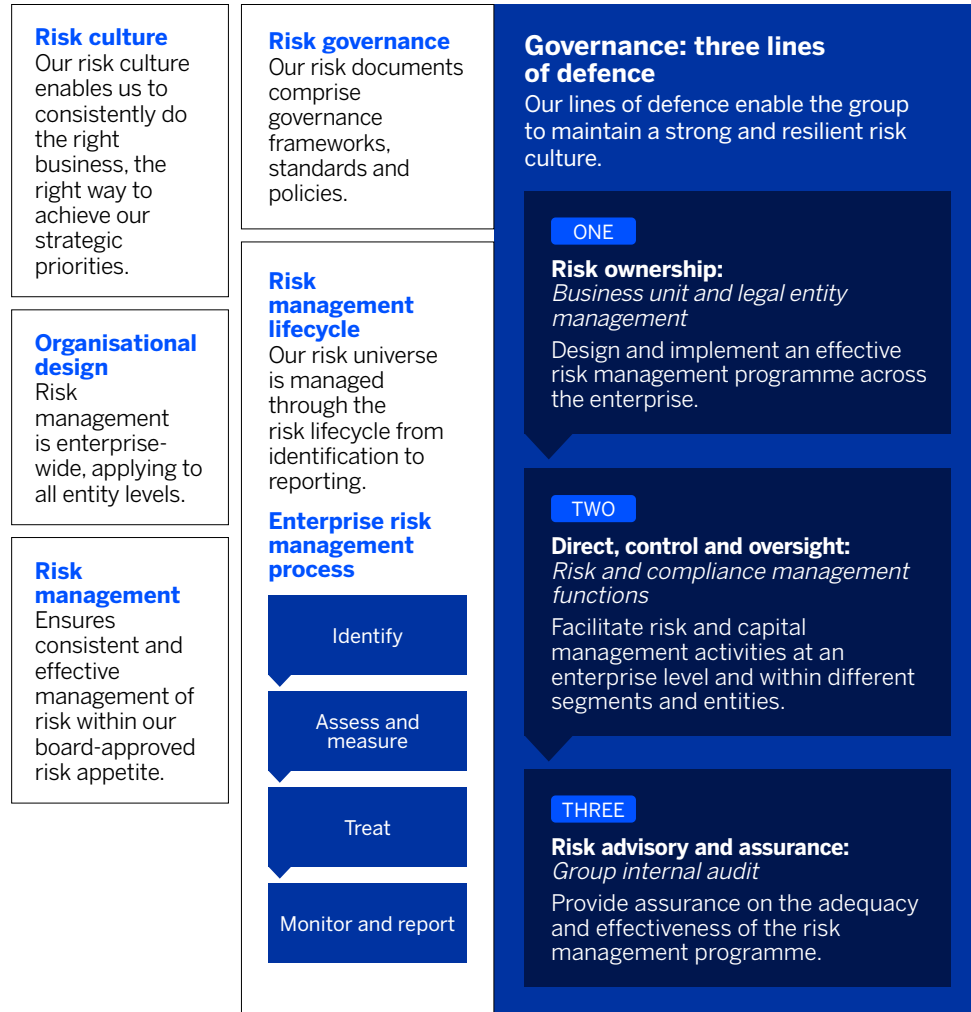 Risk culture
Our risk culture
enables us to
consistently do
the right
business, the
right way to
achieve our
strategic
priorities.
Organisational
design
Risk
management
is enterprise-
wide, applying to
all entity levels.
Risk
management
Ensures
consistent and
effective
management of
risk within our
board-approved
risk appetite.
Risk governance
Our risk documents
comprise
governance
frameworks,
standards and
policies.
Risk
management
lifecycle
Our risk universe
is managed
through the
risk lifecycle from
identification to
reporting.
Enterprise risk
management
process
Identify
Assess and
measure
Treat
Monitor and report
Governance: three lines
of defence
Our lines of defence enable the group
to maintain a strong and resilient risk
culture.
ONE
Risk ownership:
Business unit and legal entity
management
Design and implement an effective
risk management programme across
the enterprise.
TWO
Direct, control and oversight:
Risk and compliance management
functions
Facilitate risk and capital
management activities at an
enterprise level and within different
segments and entities.
THREE
Risk advisory and assurance:
Group internal audit
Provide assurance on the adequacy
and effectiveness of the risk
management programme.